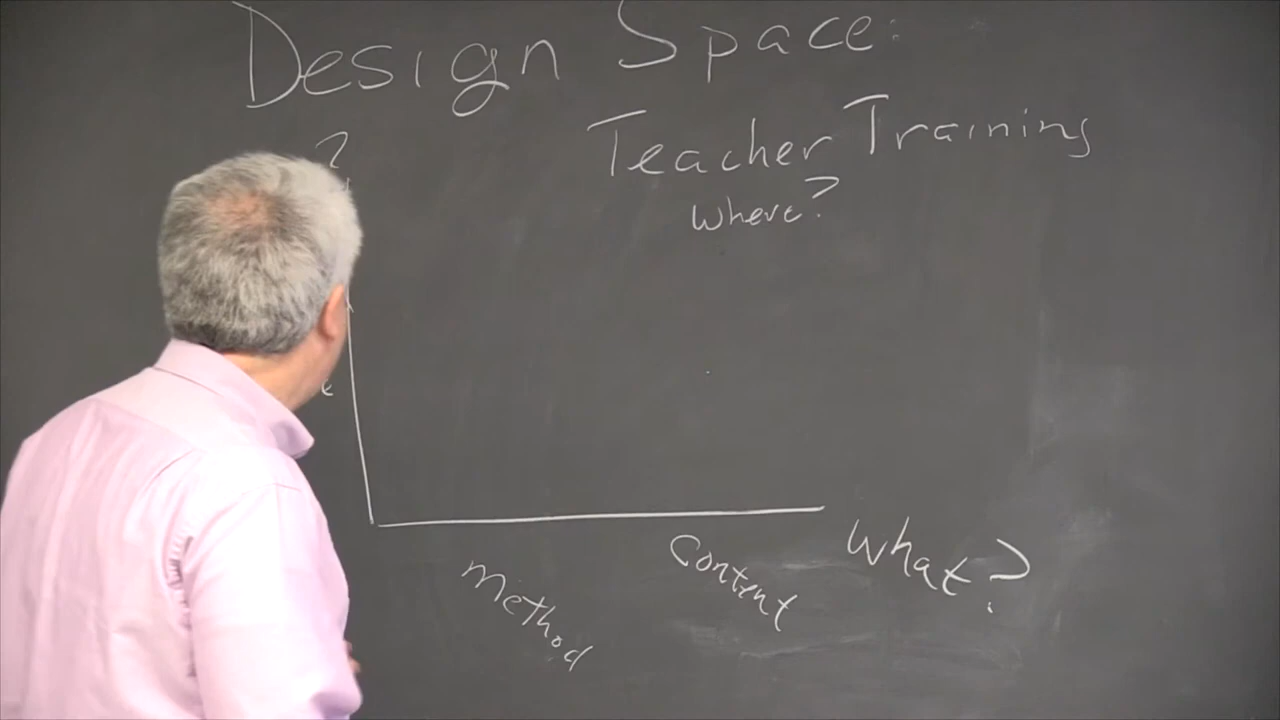 Design Space:
Teacher Training
where?
?
Method
Content
What?